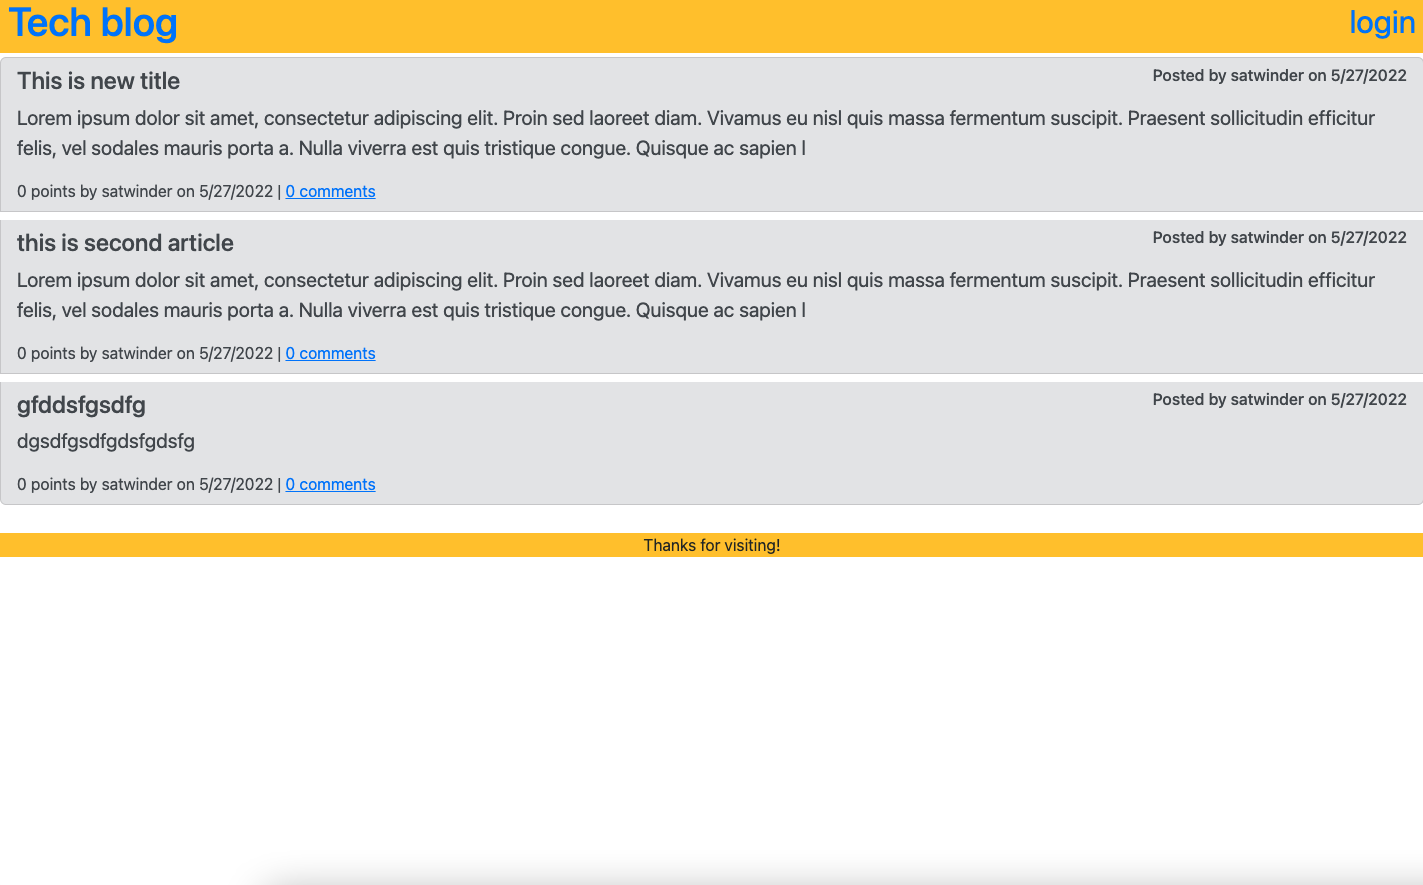 Tech blog
login
This is new title
Posted by satwinder on 5/27/2022
Lorem ipsum dolor sit amet, consectetur adipiscing elit. Proin sed laoreet diam. Vivamus eu nisl quis massa fermentum suscipit. Praesent sollicitudin efficitur
felis, vel sodales mauris porta a. Nulla viverra est quis tristique congue. Quisque ac sapien l
0 points by satwinder on 5/27/2022 | 0 comments
this is second article
Posted by satwinder on 5/27/2022
Lorem ipsum dolor sit amet, consectetur adipiscing elit. Proin sed laoreet diam. Vivamus eu nisl quis massa fermentum suscipit. Praesent sollicitudin efficitur
felis, vel sodales mauris porta a. Nulla viverra est quis tristique congue. Quisque ac sapien l
0 points by satwinder on 5/27/2022 | 0 comments
gfddsfgsdfg
Posted by satwinder on 5/27/2022
dgsdfgsdfgdsfgdsfg
0 points by satwinder on 5/27/2022 | 0 comments
Thanks for visiting!